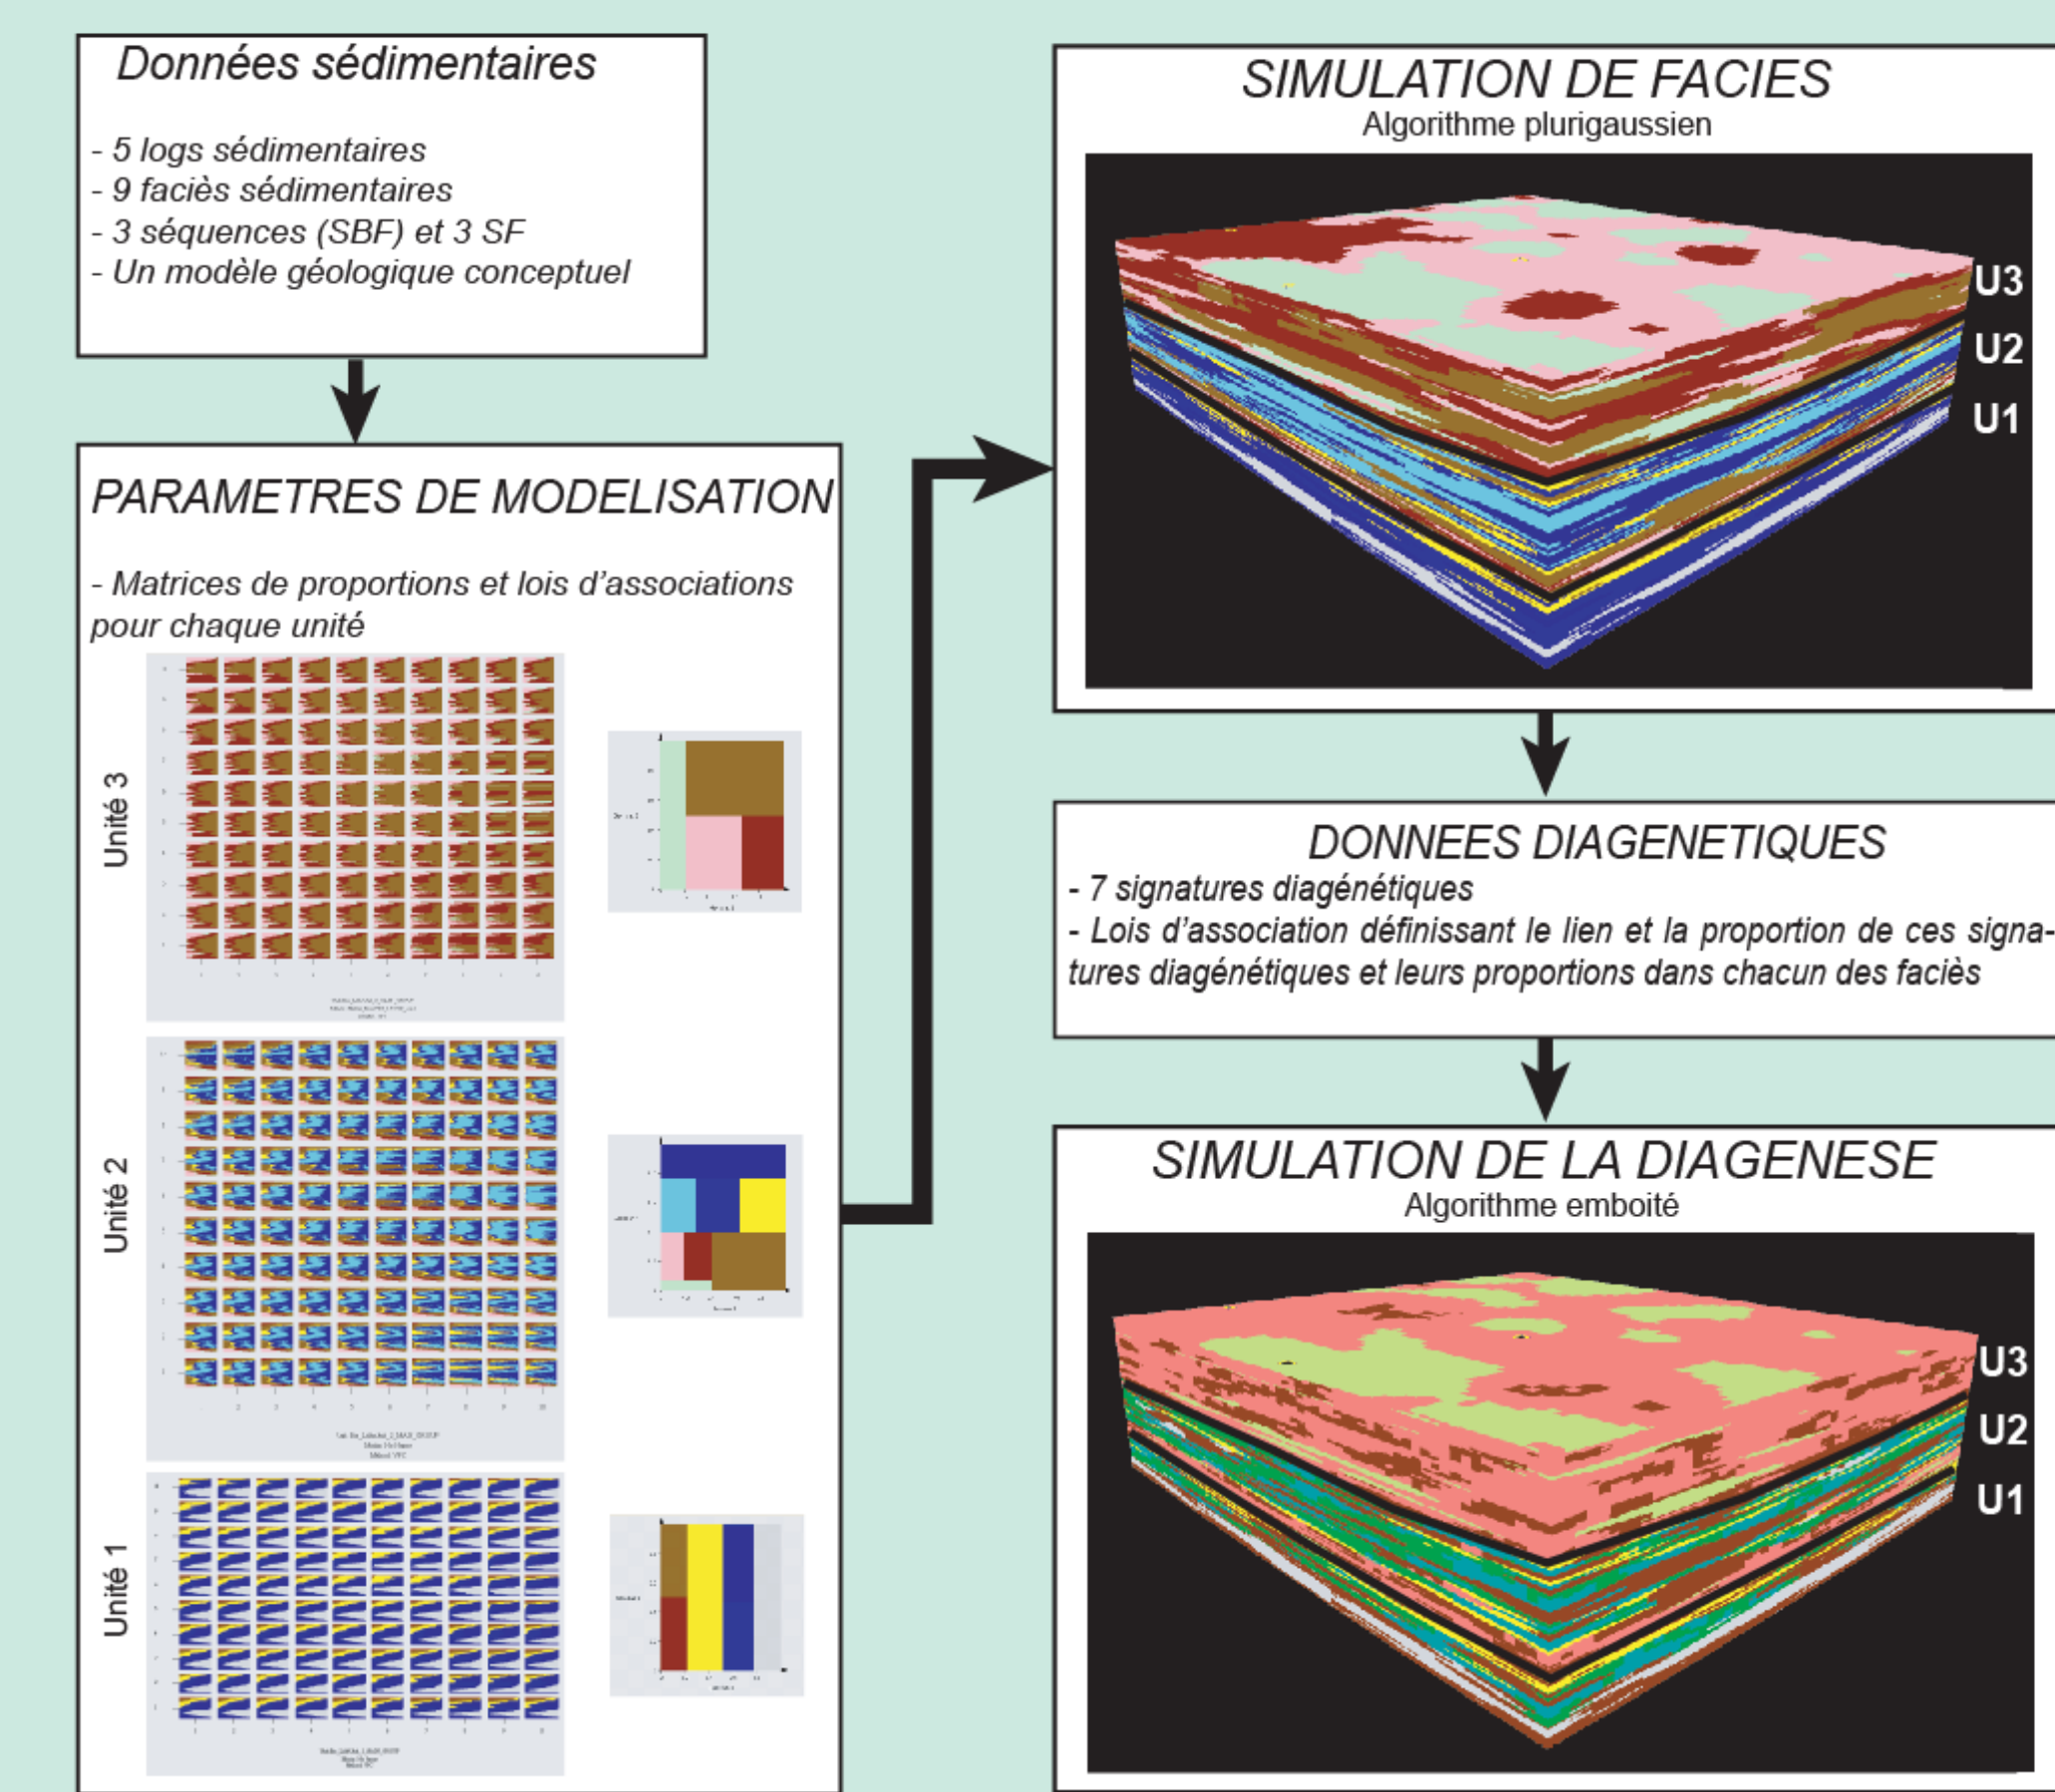 Données sédimentaires
- 5 logs sédimentaires
- 9 faciès sédimentaires
- 3 séquences (SBF) et 3 SF
- Un modèle géologique conceptuel
PARAMETRES DE MODELISATION
- Matrices de proportions et lois d'associations
pour chaque unité
Unité 3
Unité 2
Unité 1
SIMULATION DE FACIES
Algorithme plurigaussien
U3
U2
U1
DONNEES DIAGENETIQUES
- 7 signatures diagénétiques
- Lois d'association définissant le lien et la proportion de ces signa-
tures diagénétiques et leurs proportions dans chacun des faciès
SIMULATION DE LA DIAGENESE
Algorithme emboité
U3
U2
U1